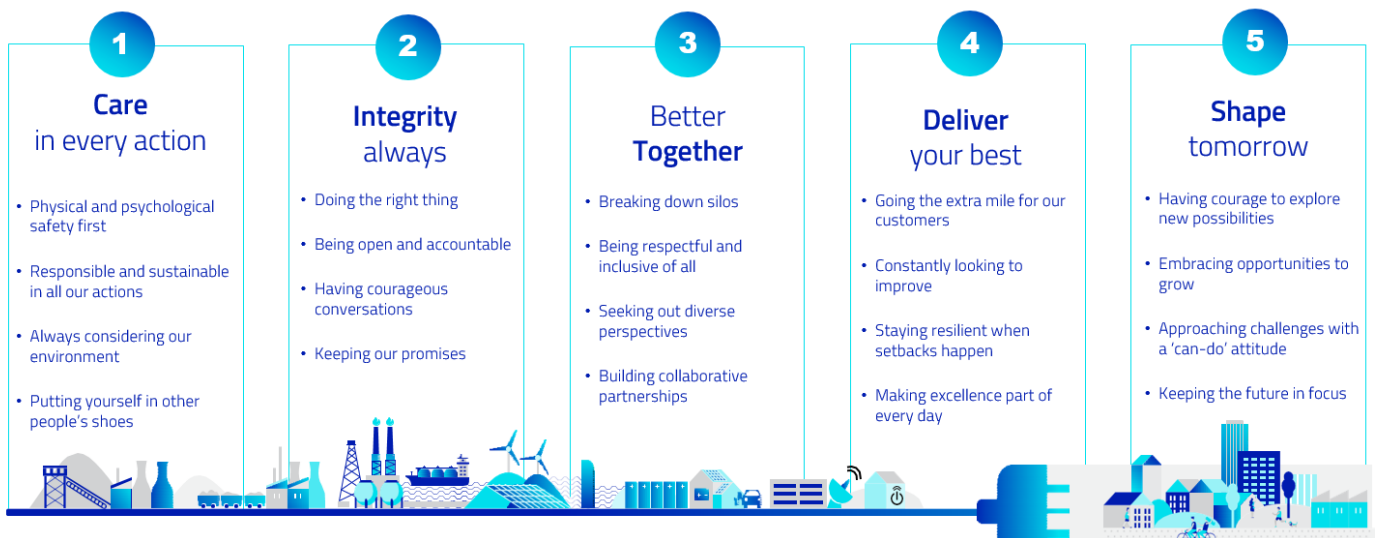 1
Care
in every action
• Physical and psychological
safety first
• Responsible and sustainable
in all our actions
• Always considering our
environment
• Putting yourself in other
people's shoes
2
Integrity
always
• Doing the right thing
• Being open and accountable
• Having courageous
conversations
• Keeping our promises
3
Better
Together
• Breaking down silos
• Being respectful and
inclusive of all
• Seeking out diverse
perspectives
• Building collaborative
partnerships
4
Deliver
your best
• Going the extra mile for our
customers
• Constantly looking to
improve
• Staying resilient when
setbacks happen
• Making excellence part of
every day
5
Shape
tomorrow
• Having courage to explore
new possibilities
• Embracing opportunities to
grow
• Approaching challenges with
a ‘can-do’ attitude
• Keeping the future in focus